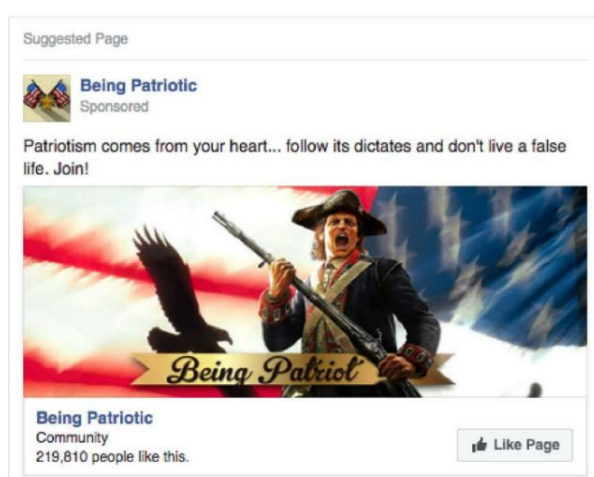 Suggested Page
Being Patriotic
Sponsored
Patriotism comes from your heart... follow its dictates and don't live a false
life. Join!
Being Patriot
Being Patriotic
Community
219,810 people like this.
Like Page